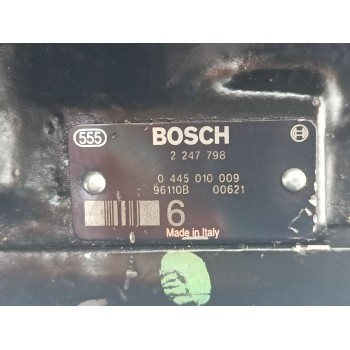 555 BOSCH
2 247 798
0 445 010 009
96110B 00621
6
Made in Italy